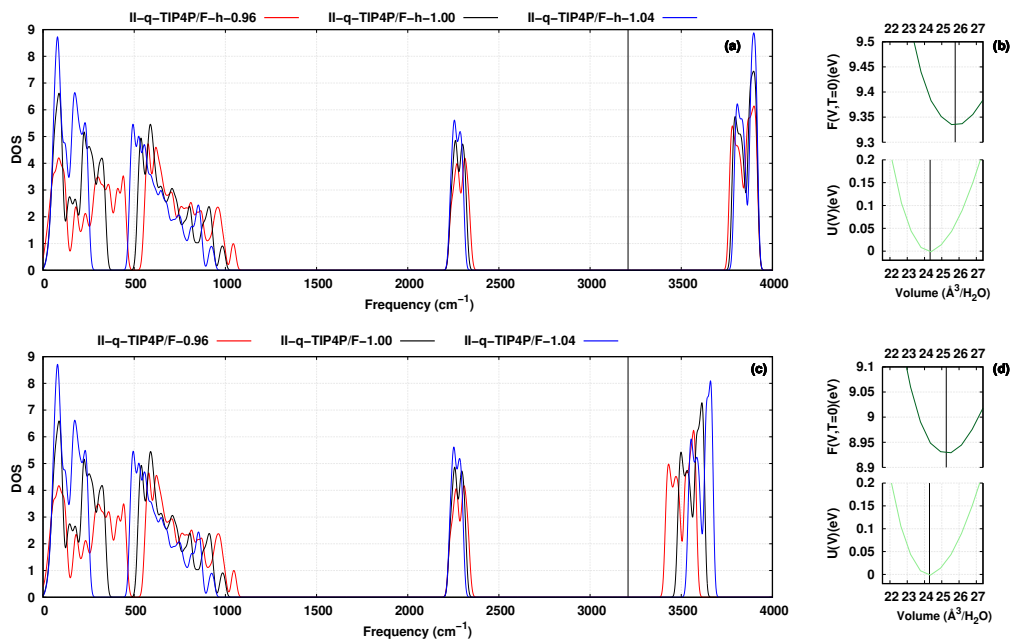 II-q-TIP4P/F-h-0.96 II-q-TIP4P/F-h-1.00 II-q-TIP4P/F-h-1.04
(a)
DOS
9
8
7
6
5
4
3
2
1
0
0 500 1000 1500 2000 2500 3000 3500 4000
Frequency (cm⁻¹)
22 23 24 25 26 27
(b)
F(V,T=0)(eV)
9.5
9.45
9.4
9.35
9.3
U(V)(eV)
0.2
0.15
0.1
0.05
0
22 23 24 25 26 27
Volume (Å³/H₂O)
II-q-TIP4P/F-0.96 II-q-TIP4P/F-1.00 II-q-TIP4P/F-1.04
(c)
DOS
9
8
7
6
5
4
3
2
1
0
0 500 1000 1500 2000 2500 3000 3500 4000
Frequency (cm⁻¹)
22 23 24 25 26 27
(d)
F(V,T=0)(eV)
9.1
9.05
9
8.95
8.9
U(V)(eV)
0.2
0.15
0.1
0.05
0
22 23 24 25 26 27
Volume (Å³/H₂O)